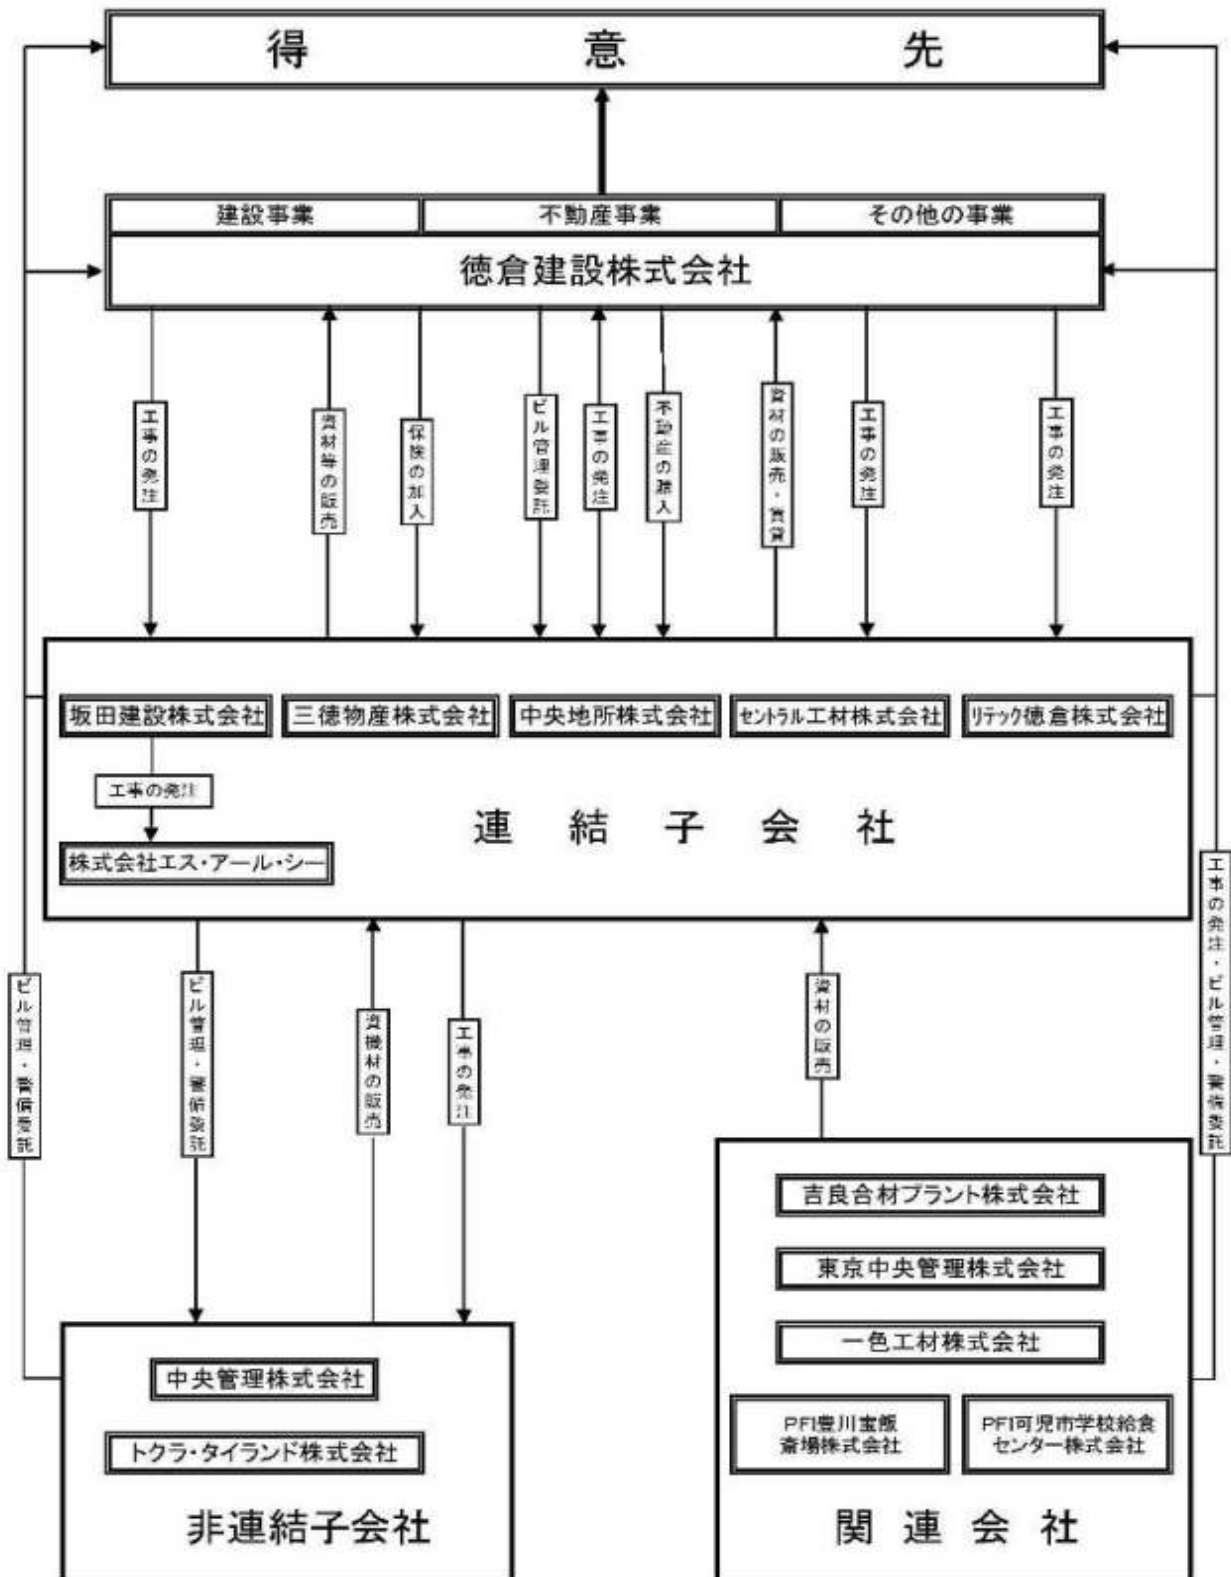 得意先
建設事業
不動産事業
その他の事業
徳倉建設株式会社
工事の発注
資材等の販売
保険の加入
ビル管理委託
工事の発注
不動産の購入
資材の販売・賃貸
工事の発注
工事の発注
坂田建設株式会社
三徳物産株式会社
中央地所株式会社
セントラル工材株式会社
リテック徳倉株式会社
工事の発注
株式会社エス・アール・シー
連結子会社
ビル管理・警備委託
ビル管理・警備委託
資機材の販売
工事の発注
資材の販売
工事の発注・ビル管理・警備委託
中央管理株式会社
トクラ・タイランド株式会社
非連結子会社
吉良合材プラント株式会社
東京中央管理株式会社
一色工材株式会社
PFI豊川宝飯
斎場株式会社
PFI可児市学校給食
センター株式会社
関連会社